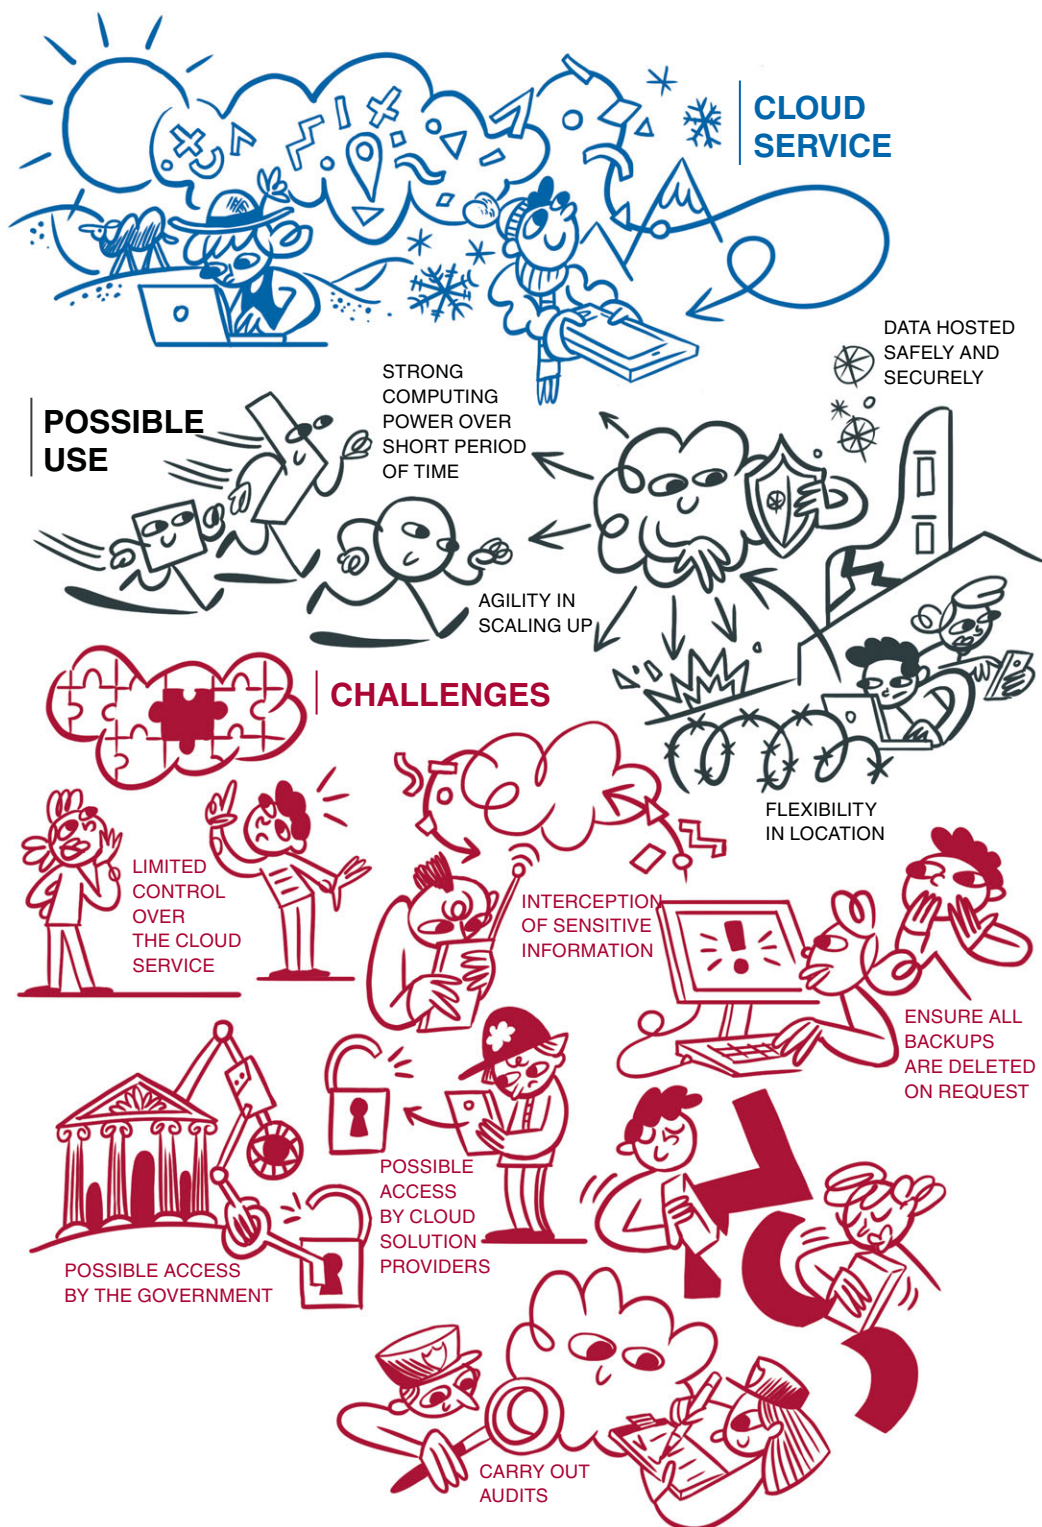 CLOUD
SERVICE
DATA HOSTED
SAFELY AND
SECURELY
POSSIBLE
USE
STRONG
COMPUTING
POWER OVER
SHORT PERIOD
OF TIME
AGILITY IN
SCALING UP
FLEXIBILITY
IN LOCATION
CHALLENGES
LIMITED
CONTROL
OVER
THE CLOUD
SERVICE
INTERCEPTION
OF SENSITIVE
INFORMATION
ENSURE ALL
BACKUPS
ARE DELETED
ON REQUEST
POSSIBLE
ACCESS
BY CLOUD
SOLUTION
PROVIDERS
POSSIBLE ACCESS
BY THE GOVERNMENT
CARRY OUT
AUDITS